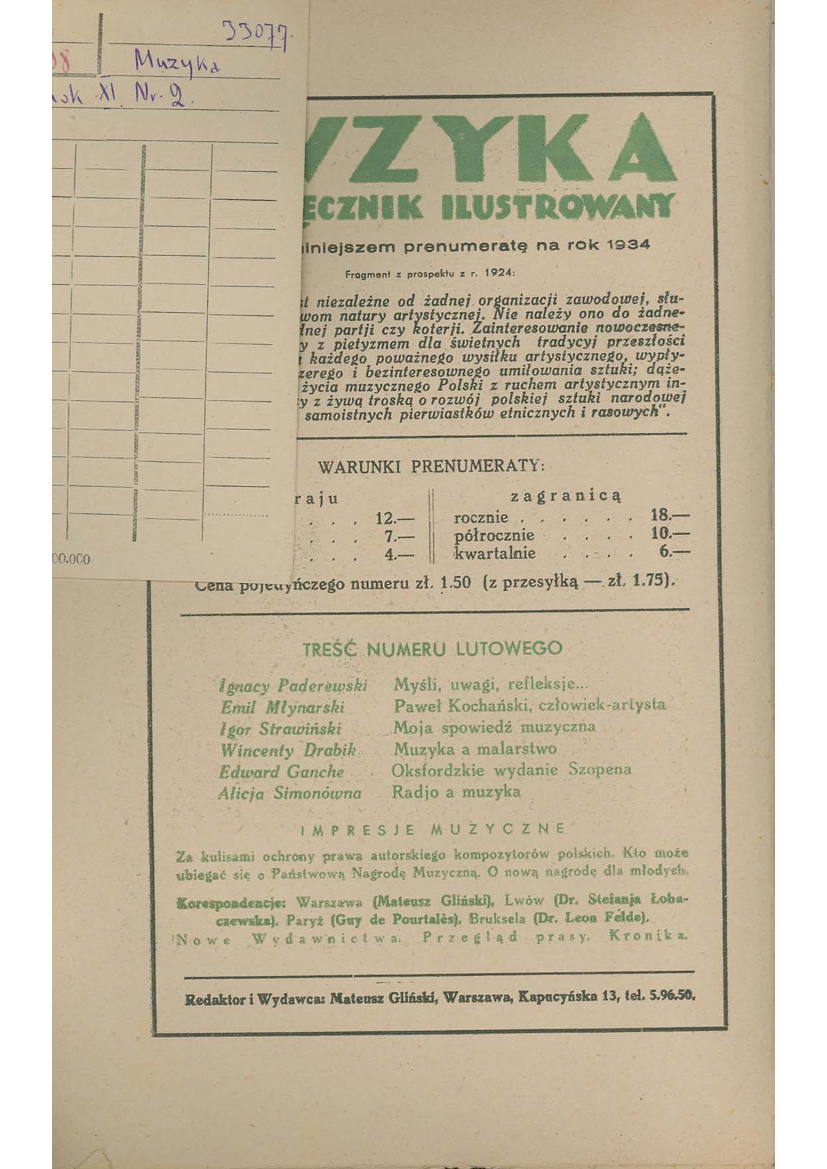 33077.
8 Muzyka
ok XI. Nr. 2.
00.000
VZYKA
ĘCZNIK ILUSTROWANY
lniejszem prenumeratę na rok 1934
Fragment z prospektu z r. 1924:
t niezależne od żadnej organizacji zawodowej, słu-
wom natury artystycznej. Nie należy ono do żadne-
dnej partji czy koterji. Zainteresowanie nowoczesne-
y z pietyzmem dla świetnych tradycyj przeszłości
każdego poważnego wysiłku artystycznego, wypły-
zerego i bezinteresownego umiłowania sztuki; dąże-
życia muzycznego Polski z ruchem artystycznym in-
y z żywą troską o rozwój polskiej sztuki narodowej
samoistnych pierwiastków etnicznych i rasowych".
WARUNKI PRENUMERATY:
raju zagranicą
. . . 12.— rocznie . . . . . . 18.—
. . . 7.— półrocznie . . . . 10.—
. . . 4.— kwartalnie . . . . 6.—
Cena pojedyńczego numeru zł. 1.50 (z przesyłką — zł. 1.75).
TREŚĆ NUMERU LUTOWEGO
Ignacy Paderewski Myśli, uwagi, refleksje...
Emil Młynarski Paweł Kochański, człowiek-artysta
Igor Strawiński Moja spowiedź muzyczna
Wincenty Drabik Muzyka a malarstwo
Edward Ganche Oksfordzkie wydanie Szopena
Alicja Simonówna Radjo a muzyka
IMPRESJE MUZYCZNE
Za kulisami ochrony prawa autorskiego kompozytorów polskich. Kto może
ubiegać się o Państwową Nagrodę Muzyczną. O nową nagrodę dla młodych.
Korespondencje: Warszawa (Mateusz Gliński), Lwów (Dr. Stefanja Łoba-
czewska), Paryż (Guy de Pourtalès), Bruksela (Dr. Leon Felde).
Nowe Wydawnictwa. Przegląd prasy. Kronika.
Redaktor i Wydawca: Mateusz Gliński, Warszawa, Kapucyńska 13, tel. 5.96.50.